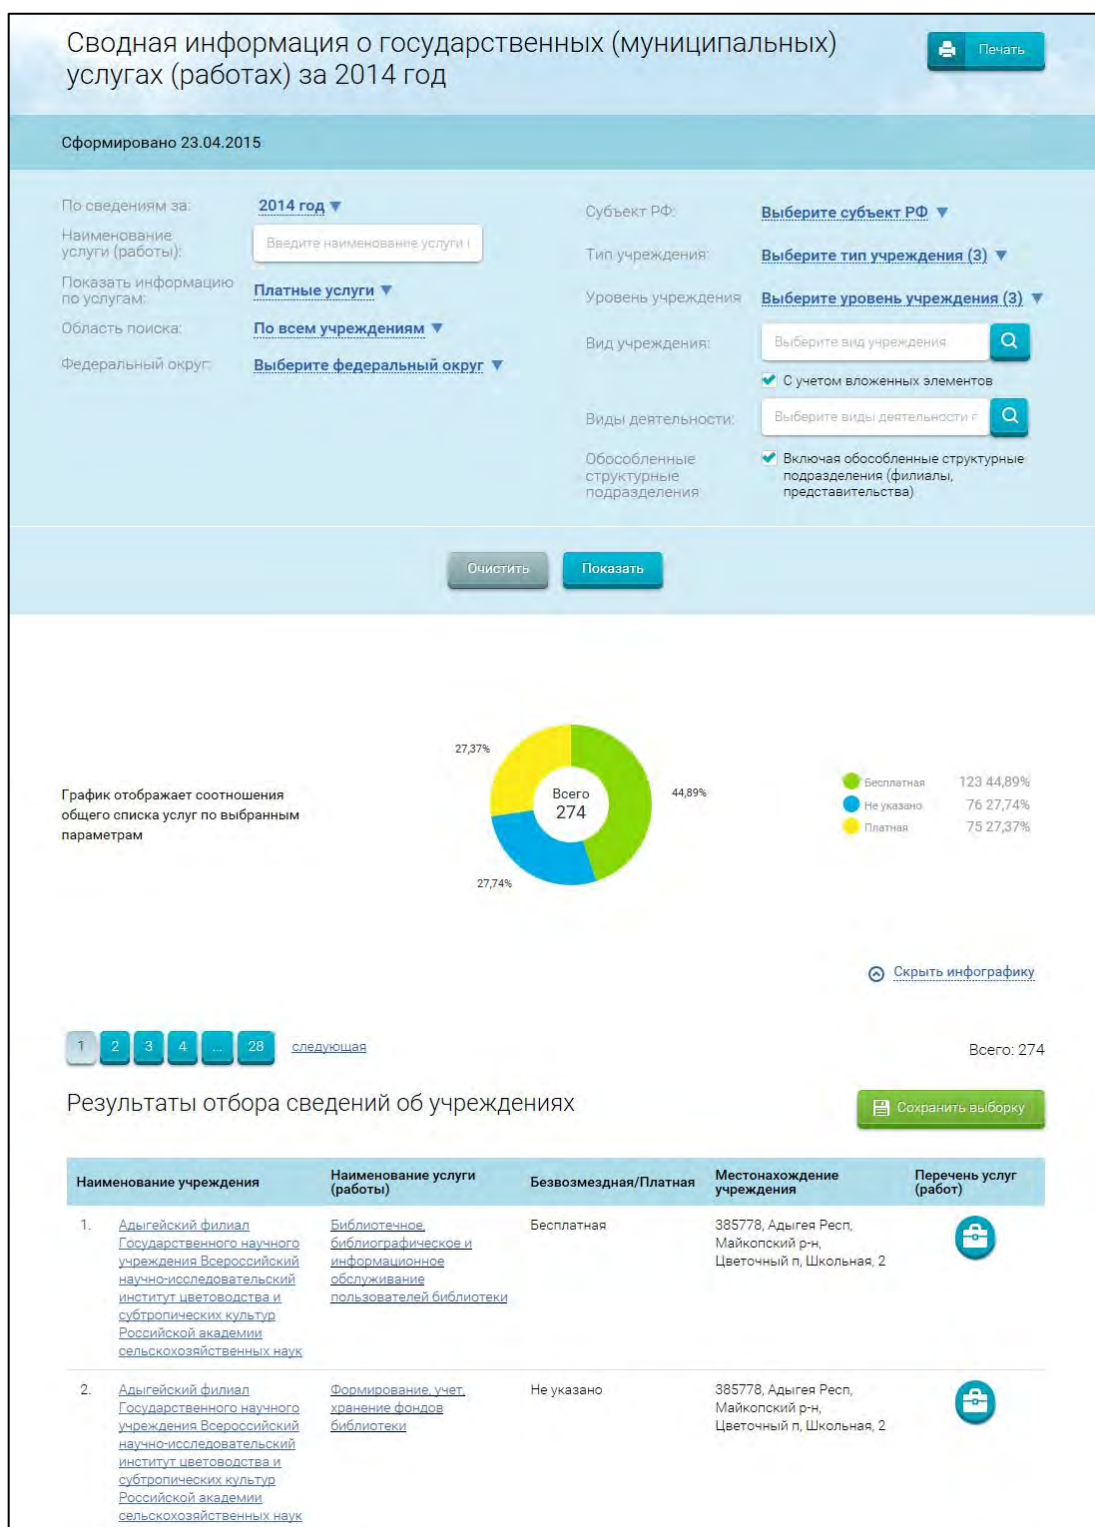 Сводная информация о государственных (муниципальных)
услугах (работах) за 2014 год
Печать
Сформировано 23.04.2015
По сведениям за:
2014 год
Наименование
услуги (работы):
Введите наименование услуги
Показать информацию
по услугам:
Платные услуги
Область поиска:
По всем учреждениям
Федеральный округ:
Выберите федеральный округ
Субъект РФ:
Выберите субъект РФ
Тип учреждения:
Выберите тип учреждения (3)
Уровень учреждения
Выберите уровень учреждения (3)
Вид учреждения:
Выберите вид учреждения
С учетом вложенных элементов
Виды деятельности:
Выберите виды деятельности
Обособленные
структурные
подразделения
Включая обособленные структурные
подразделения (филиалы,
представительства)
Очистить
Показать
График отображает соотношения
общего списка услуг по выбранным
параметрам
27,37%
Всего
274
44,89%
27,74%
Бесплатная 123 44,89%
Не указано 76 27,74%
Платная 75 27,37%
Скрыть инфографику
1 2 3 4 ... 28 следующая
Всего: 274
Результаты отбора сведений об учреждениях
Сохранить выборку
Наименование учреждения
Наименование услуги
(работы)
Безвозмездная/Платная
Местонахождение
учреждения
Перечень услуг
(работ)
1.
Адыгейский филиал
Государственного научного
учреждения Всероссийский
научно-исследовательский
институт цветоводства и
субтропических культур
Российской академии
сельскохозяйственных наук
Библиотечное,
библиографическое и
информационное
обслуживание
пользователей библиотеки
Бесплатная
385778, Адыгея Респ,
Майкопский р-н,
Цветочный п, Школьная, 2
2.
Адыгейский филиал
Государственного научного
учреждения Всероссийский
научно-исследовательский
институт цветоводства и
субтропических культур
Российской академии
сельскохозяйственных наук
Формирование, учет,
хранение фондов
библиотеки
Не указано
385778, Адыгея Респ,
Майкопский р-н,
Цветочный п, Школьная, 2